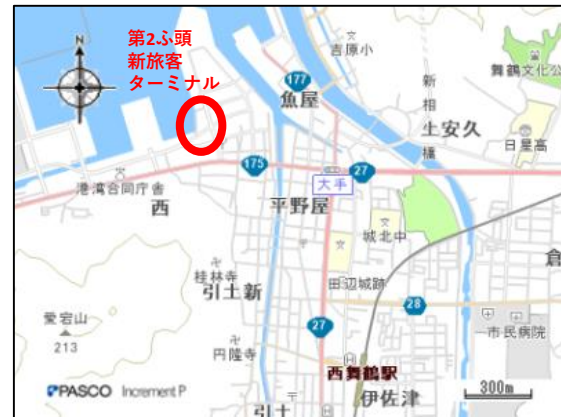 N
第2ふ頭
新旅客
ターミナル
吉原小
舞鶴文化公
177
魚屋
新相生橋
土安久
日星高
175
27
大手
港湾合同庁舎
西
平野屋
城北中
倉
桂林寺
引土新
田辺城跡
28
愛宕山
213
27
円隆寺
市民病院
西舞鶴駅
PASCO Increment P
300m
引土
伊佐津